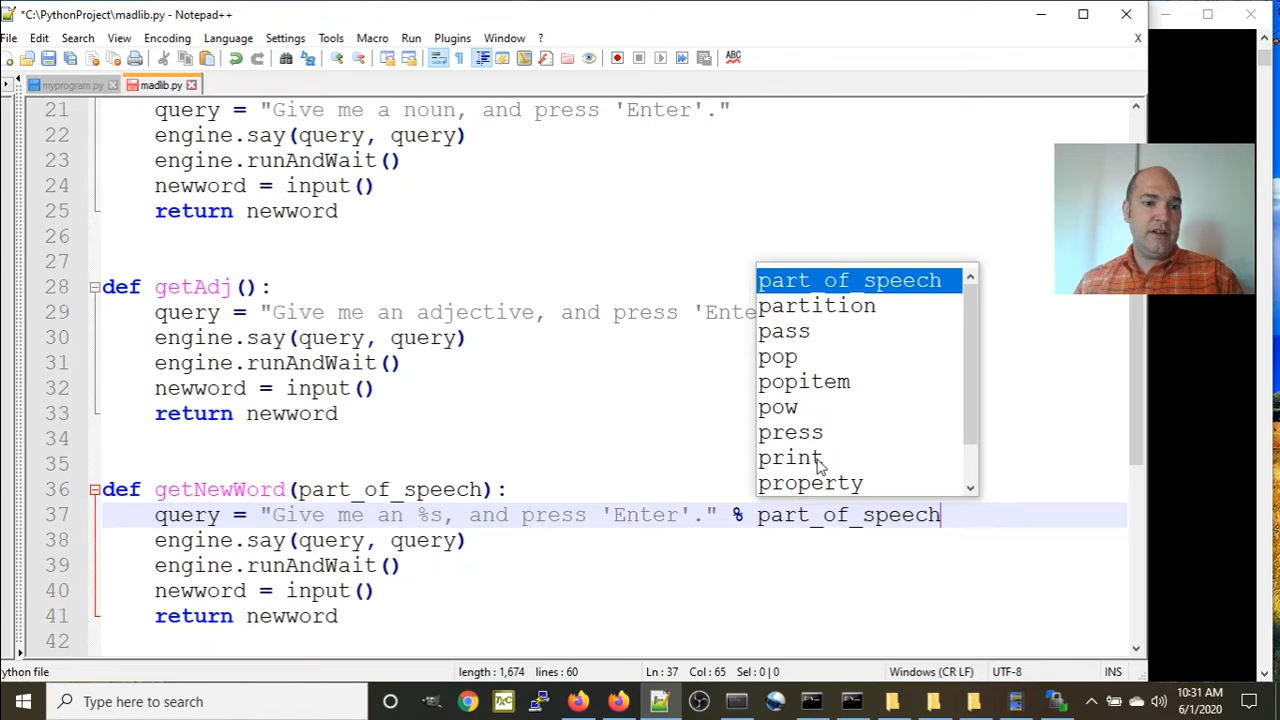 *C:\PythonProject\madlib.py - Notepad++
File Edit Search View Encoding Language Settings Tools Macro Run Plugins Window ? X
ABC
myprogram.py madlib.py
21 query = "Give me a noun, and press 'Enter'."
22 engine.say(query, query)
23 engine.runAndWait()
24 newword = input()
25 return newword
26
27
28 def getAdj():
29 query = "Give me an adjective, and press 'Ente
30 engine.say(query, query)
31 engine.runAndWait()
32 newword = input()
33 return newword
34
35
36 def getNewWord(part_of_speech):
37 query = "Give me an %s, and press 'Enter'." % part_of_speech
38 engine.say(query, query)
39 engine.runAndWait()
40 newword = input()
41 return newword
42
part_of_speech
partition
pass
pop
popitem
pow
press
print
property
ython file length : 1,674 lines : 60 Ln : 37 Col : 65 Sel : 0 | 0 Windows (CR LF) UTF-8 INS
Type here to search
10:31 AM
6/1/2020